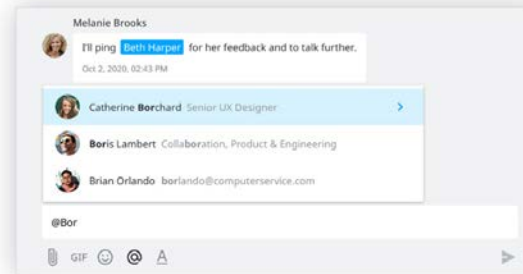 Melanie Brooks
I'll ping Beth Harper for her feedback and to talk further.
Oct 2, 2020, 02:43 PM
Catherine Borchard Senior UX Designer
Boris Lambert Collaboration, Product & Engineering
Brian Orlando borlando@computerservice.com
@Bor
GIF @ A